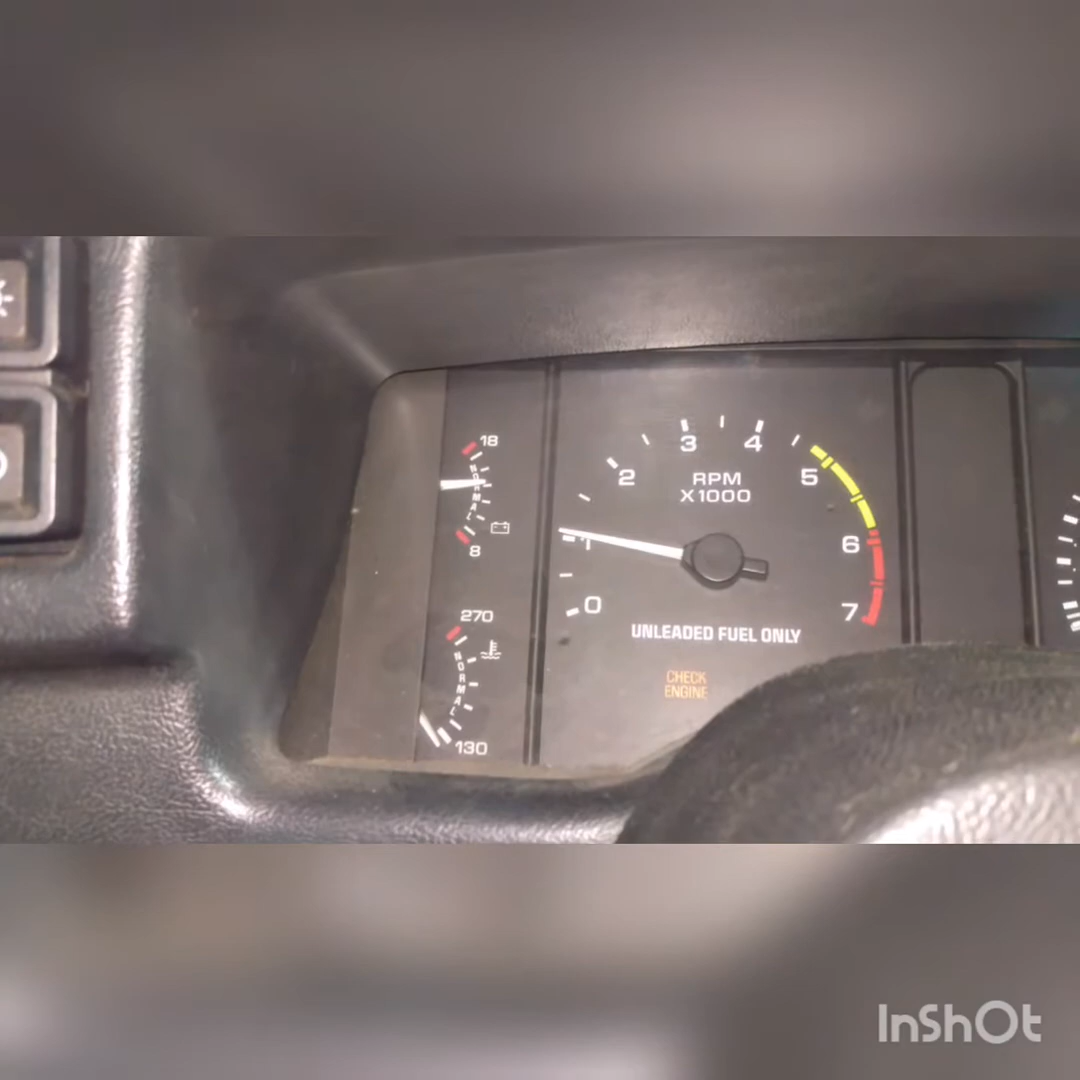 18
NORMAL
8
270
NORMAL
130
0
1
2
3
4
5
6
7
RPM
X1000
UNLEADED FUEL ONLY
CHECK
ENGINE
InShOt